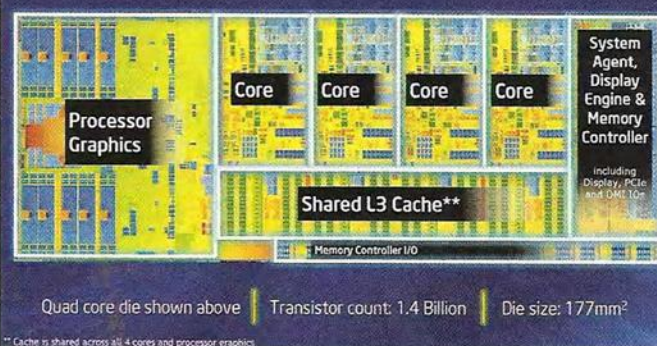 Processor
Graphics
Core
Core
Core
Core
System
Agent,
Display
Engine &
Memory
Controller
including
Display, PCIe
and DMI IOs
Shared L3 Cache**
Memory Controller I/O
Quad core die shown above
Transistor count: 1.4 Billion
Die size: 177mm²
** Cache is shared across all 4 cores and processor graphics